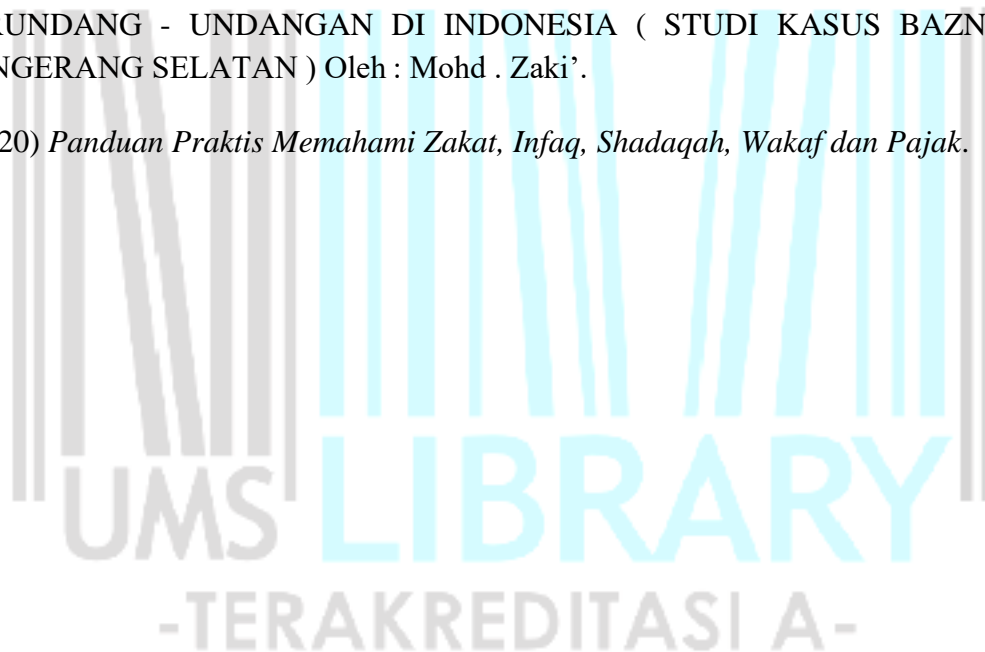 RUNDANG - UNDANGAN DI INDONESIA ( STUDI KASUS BAZN
NGERANG SELATAN ) Oleh : Mohd . Zaki’.
20) Panduan Praktis Memahami Zakat, Infaq, Shadaqah, Wakaf dan Pajak.
UMS LIBRARY
-TERAKREDITASI A-